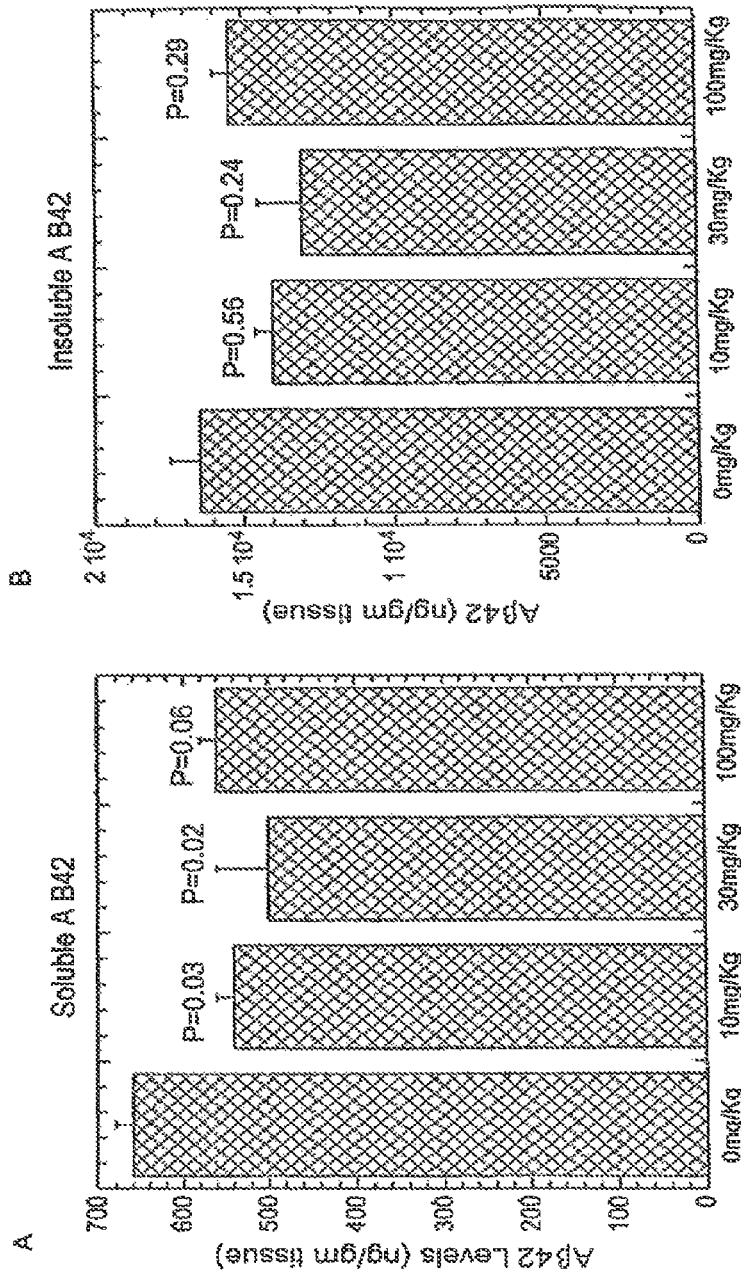 A
Soluble A B42
Aβ42 Levels (ng/gm tissue)
700
600
500
400
300
200
100
0
P=0.03
P=0.02
P=0.06
0mg/Kg
10mg/Kg
30mg/Kg
100mg/Kg
B
Insoluble A B42
Aβ42 (ng/gm tissue)
2 10⁴
1.5 10⁴
1 10⁴
5000
0
P=0.56
P=0.24
P=0.29
0mg/Kg
10mg/Kg
30mg/Kg
100mg/Kg